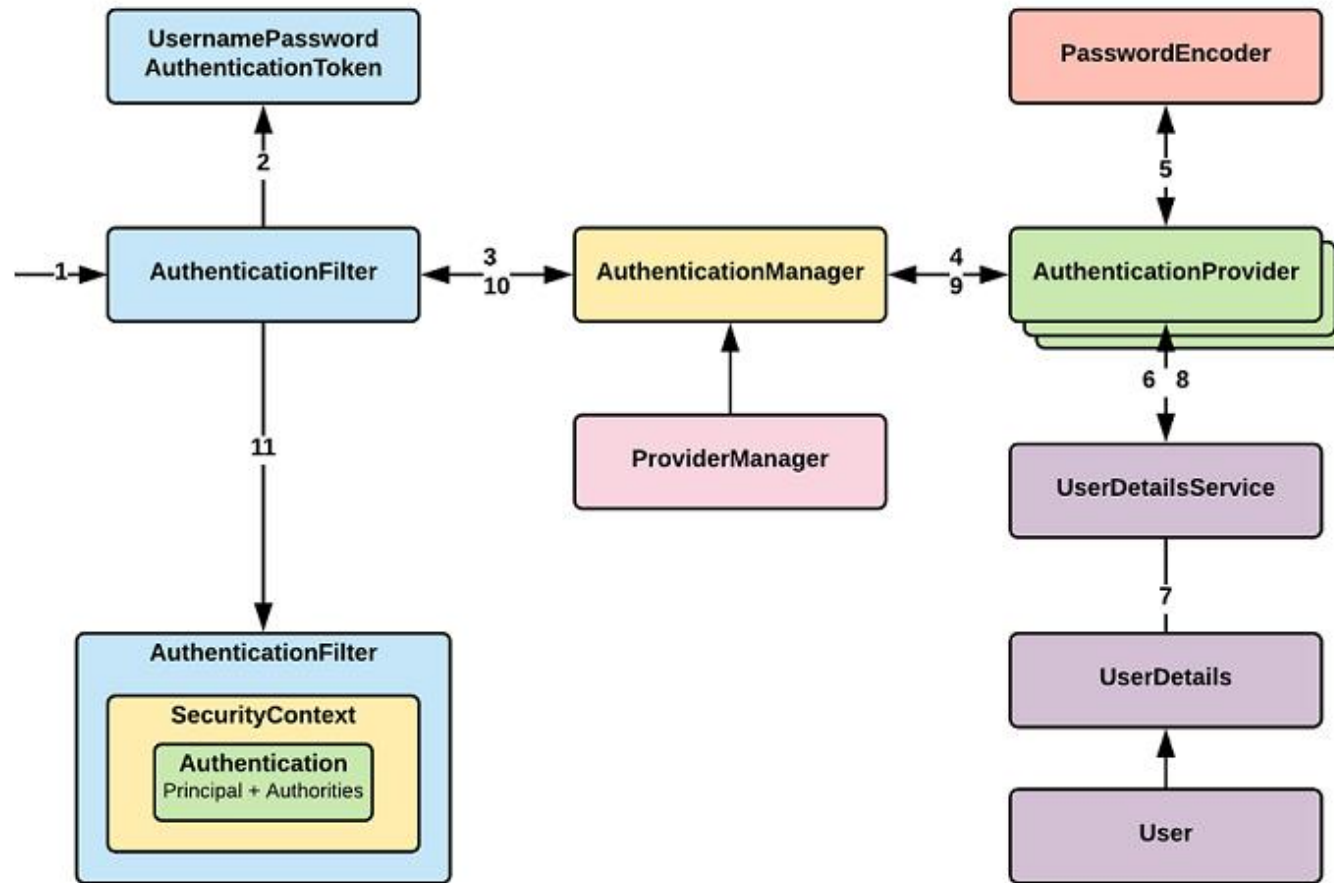 UsernamePassword
AuthenticationToken
PasswordEncoder
2
5
1
AuthenticationFilter
3
10
AuthenticationManager
4
9
AuthenticationProvider
6 8
11
ProviderManager
UserDetailsService
7
AuthenticationFilter
SecurityContext
Authentication
Principal + Authorities
UserDetails
User